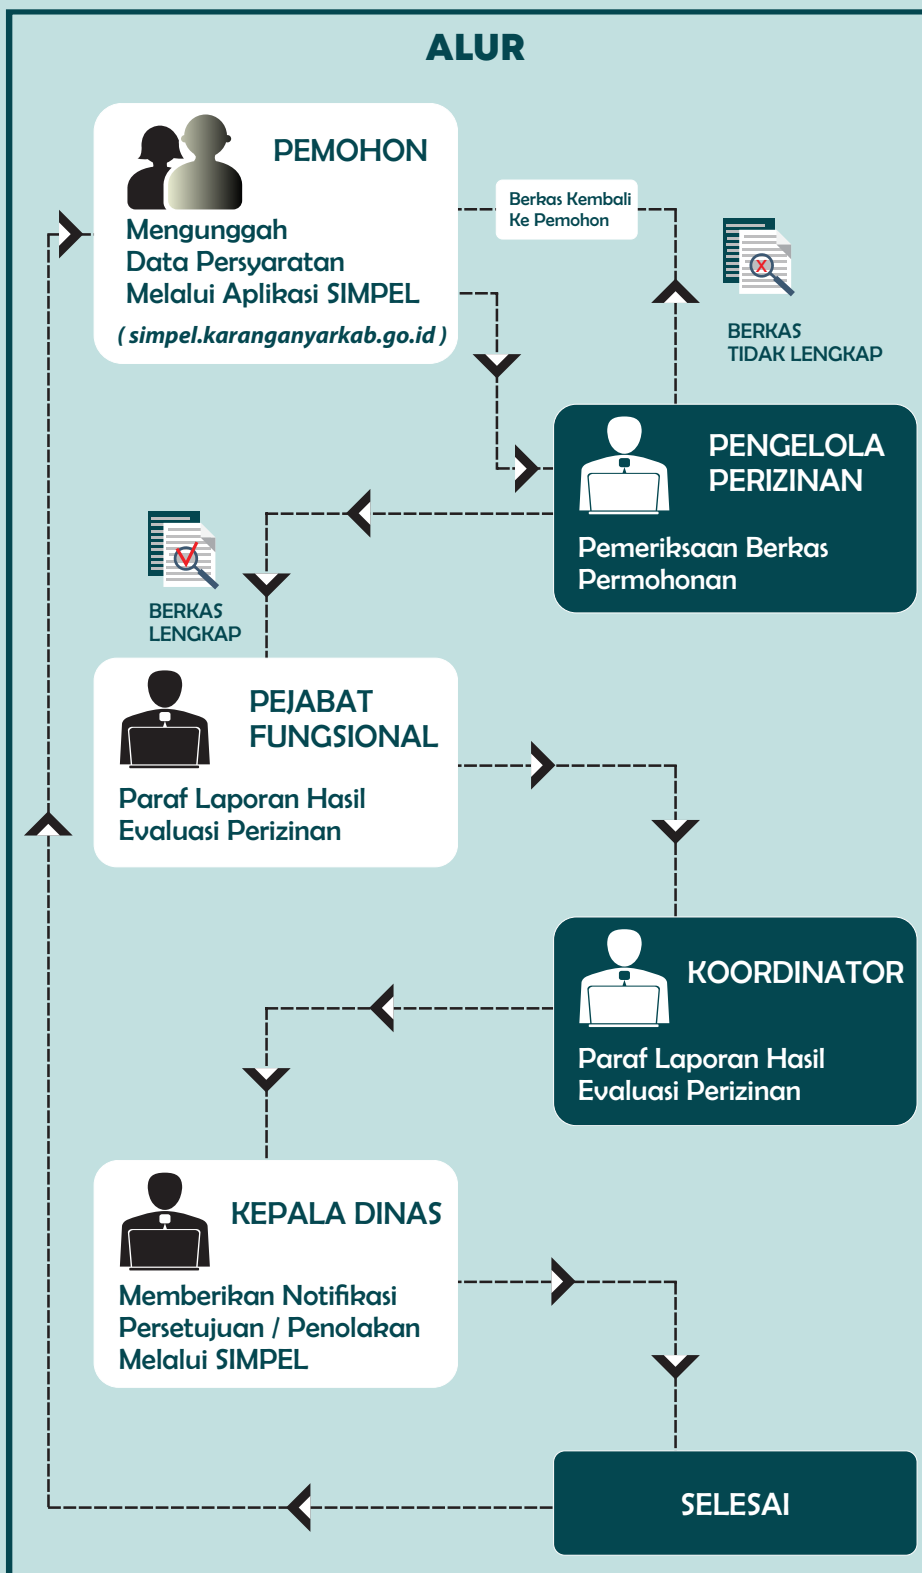 ALUR
PEMOHON
Mengunggah
Data Persyaratan
Melalui Aplikasi SIMPEL
( simpel.karanganyarkab.go.id )
Berkas Kembali
Ke Pemohon
X
BERKAS
TIDAK LENGKAP
PENGELOLA
PERIZINAN
Pemeriksaan Berkas
Permohonan
BERKAS
LENGKAP
PEJABAT
FUNGSIONAL
Paraf Laporan Hasil
Evaluasi Perizinan
KOORDINATOR
Paraf Laporan Hasil
Evaluasi Perizinan
KEPALA DINAS
Memberikan Notifikasi
Persetujuan / Penolakan
Melalui SIMPEL
SELESAI